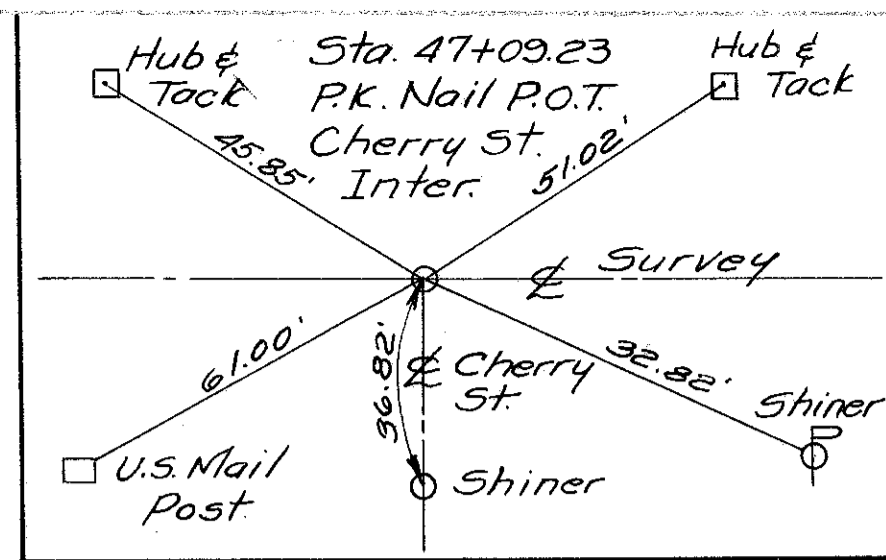 Hub &
Tack
Sta. 47+09.23
P.K. Nail P.O.T.
Cherry St.
Inter.
Hub &
Tack
45.85'
51.02'
℄ Survey
61.00'
36.82'
℄ Cherry
St.
32.82'
Shiner
P
U.S. Mail
Post
Shiner